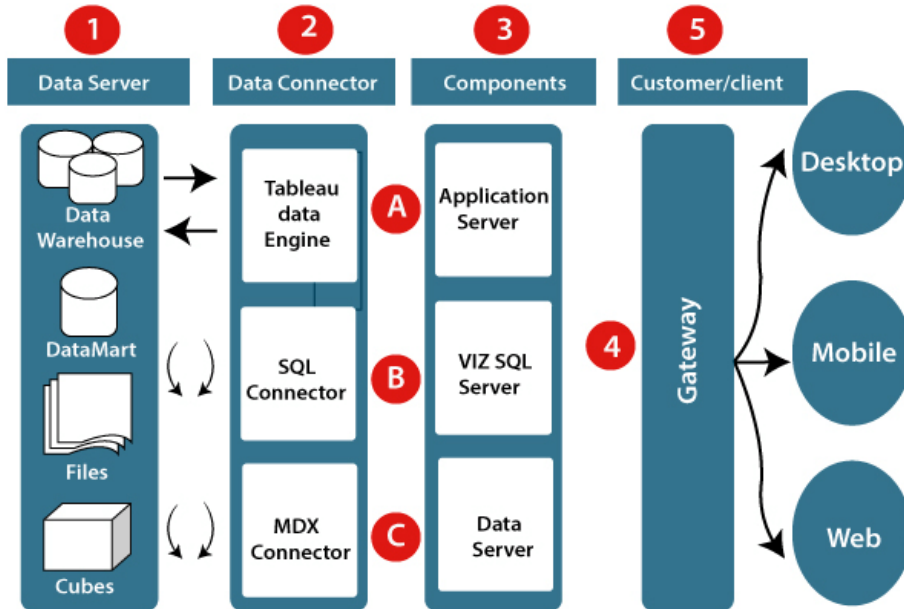 1
2
3
5
Data Server
Data Connector
Components
Customer/client
Data
Warehouse
DataMart
Files
Cubes
Tableau
data
Engine
SQL
Connector
MDX
Connector
A
B
C
Application
Server
VIZ SQL
Server
Data
Server
4
Gateway
Desktop
Mobile
Web